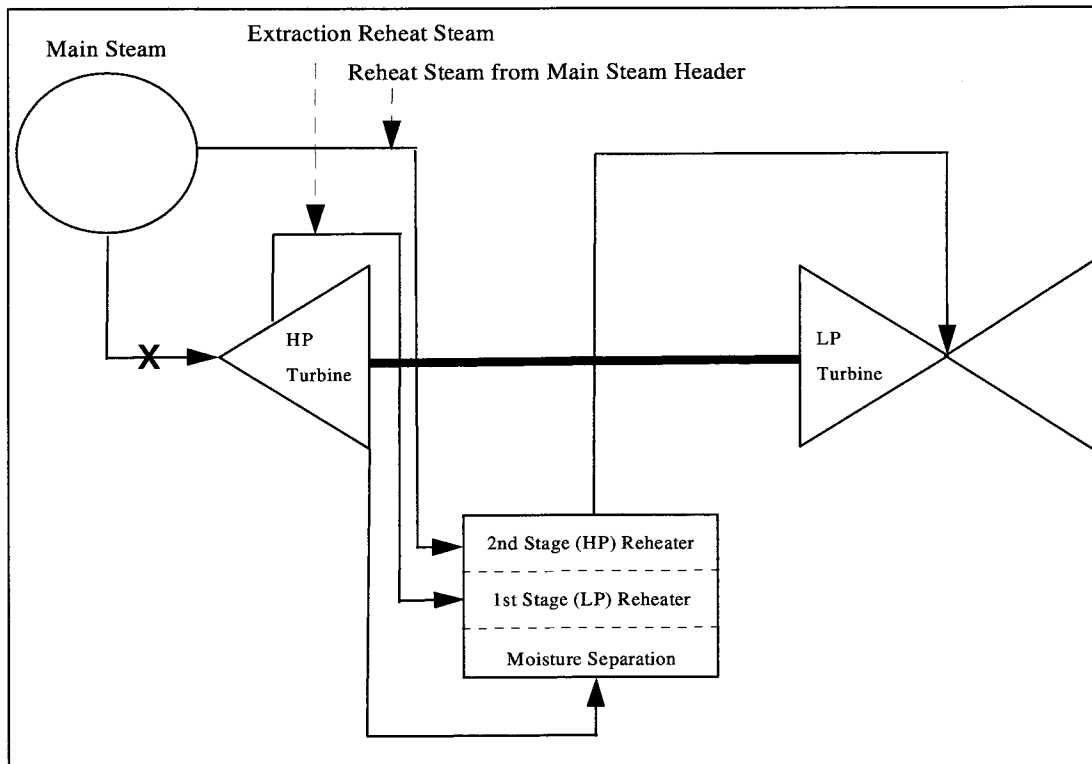 Extraction Reheat Steam
Main Steam
Reheat Steam from Main Steam Header
HP
Turbine
LP
Turbine
2nd Stage (HP) Reheater
1st Stage (LP) Reheater
Moisture Separation